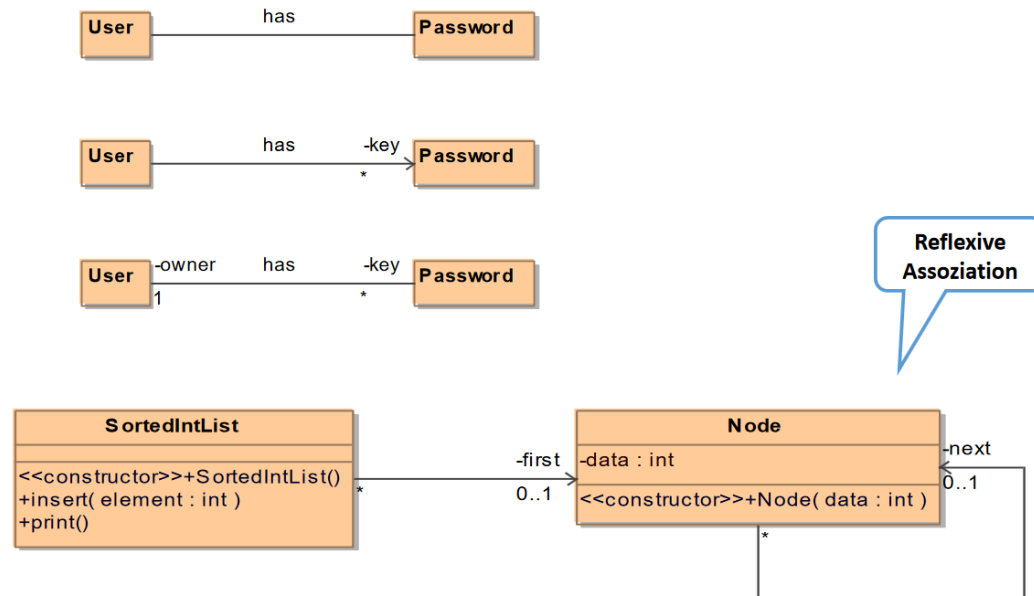 has
User
Password
has
-key
User
Password
*
-owner
has
-key
User
Password
1
*
Reflexive
Assoziation
SortedIntList
<<constructor>>+SortedIntList()
+insert( element : int )
+print()
*
-first
0..1
Node
-data : int
<<constructor>>+Node( data : int )
-next
0..1
*